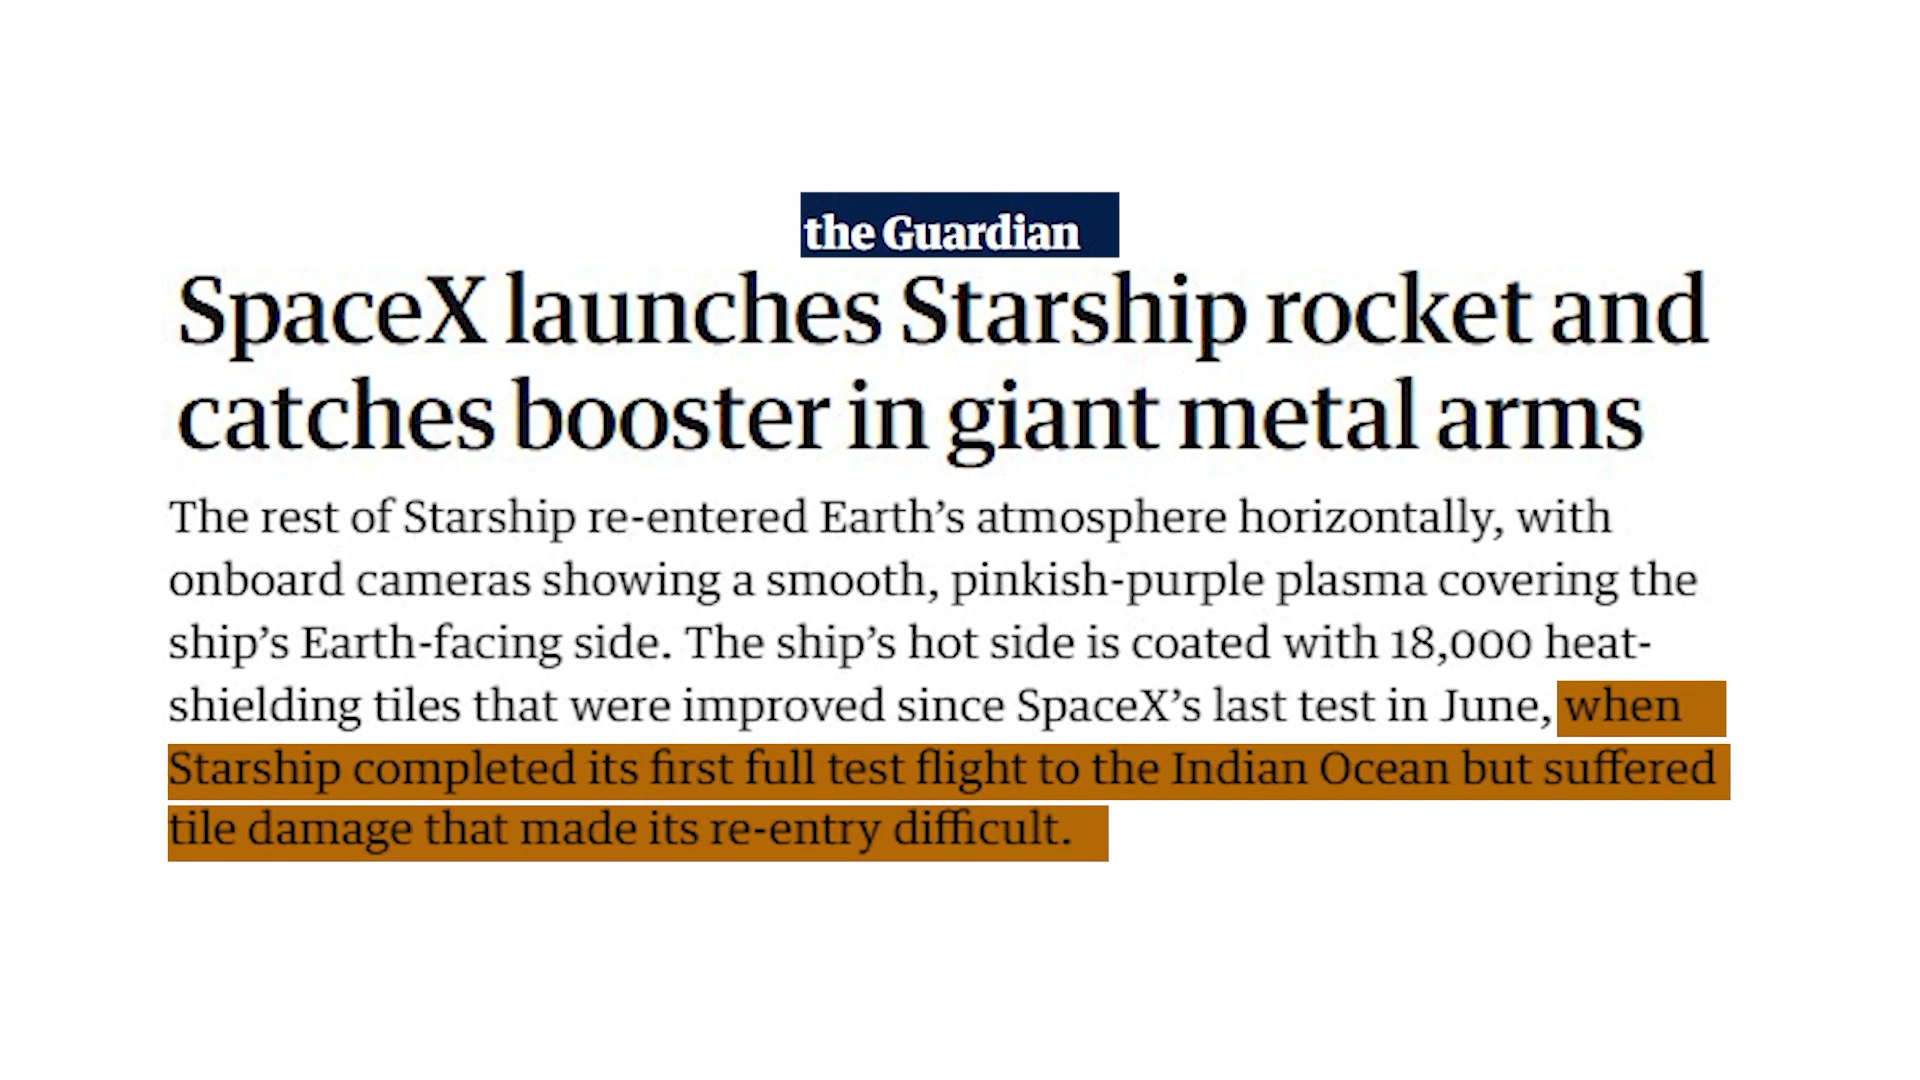 the Guardian
SpaceX launches Starship rocket and
catches booster in giant metal arms
The rest of Starship re-entered Earth’s atmosphere horizontally, with
onboard cameras showing a smooth, pinkish-purple plasma covering the
ship’s Earth-facing side. The ship’s hot side is coated with 18,000 heat-
shielding tiles that were improved since SpaceX’s last test in June, when
Starship completed its first full test flight to the Indian Ocean but suffered
tile damage that made its re-entry difficult.